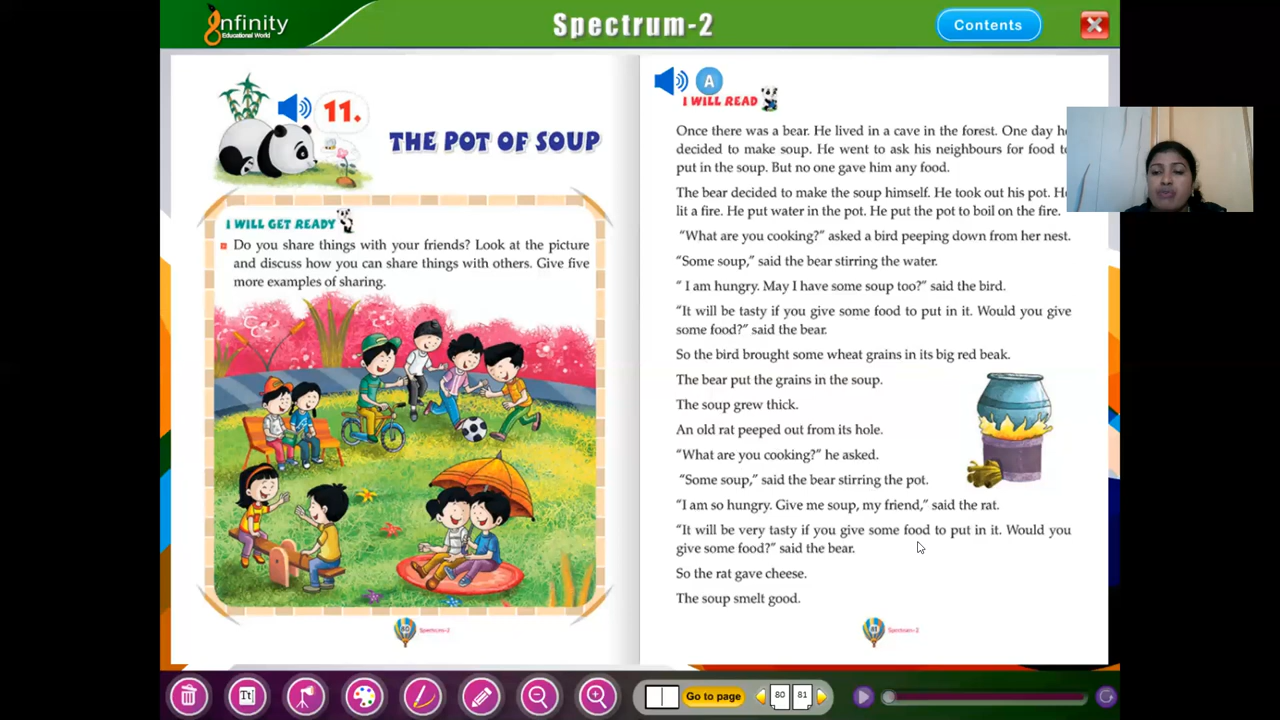 Infinity
Educational World
Spectrum-2
Contents
11.
THE POT OF SOUP
I WILL GET READY
Do you share things with your friends? Look at the picture
and discuss how you can share things with others. Give five
more examples of sharing.
80
Spectrum-2
A
I WILL READ
Once there was a bear. He lived in a cave in the forest. One day he
decided to make soup. He went to ask his neighbours for food to
put in the soup. But no one gave him any food.
The bear decided to make the soup himself. He took out his pot. He
lit a fire. He put water in the pot. He put the pot to boil on the fire.
“What are you cooking?” asked a bird peeping down from her nest.
“Some soup,” said the bear stirring the water.
“ I am hungry. May I have some soup too?” said the bird.
“It will be tasty if you give some food to put in it. Would you give
some food?” said the bear.
So the bird brought some wheat grains in its big red beak.
The bear put the grains in the soup.
The soup grew thick.
An old rat peeped out from its hole.
“What are you cooking?” he asked.
“Some soup,” said the bear stirring the pot.
“I am so hungry. Give me soup, my friend,” said the rat.
“It will be very tasty if you give some food to put in it. Would you
give some food?” said the bear.
So the rat gave cheese.
The soup smelt good.
81
Spectrum-2
Tt
Go to page
80
81